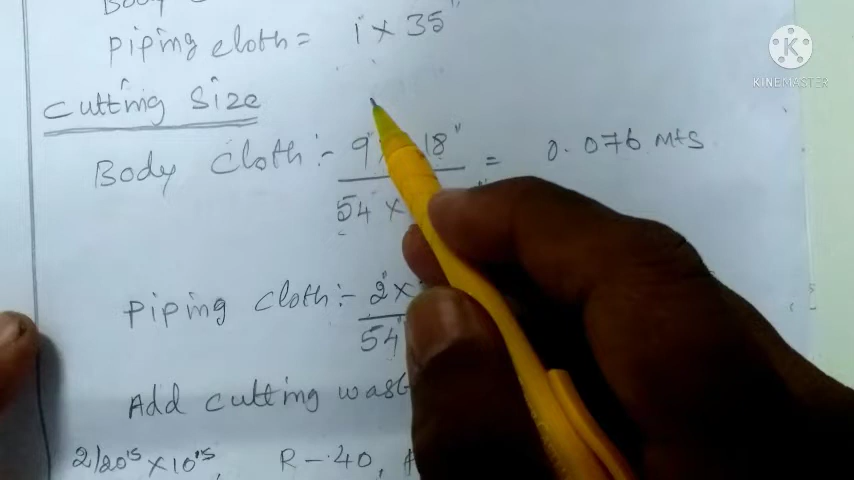 Piping cloth = 1 x 35"
K
KINEMASTER
Cutting Size
Body Cloth :- 9" 18" = 0.076 Mts
54" x
Piping Cloth :- 2" x
54"
Add cutting
2/20'S x 10'S, R - 40,